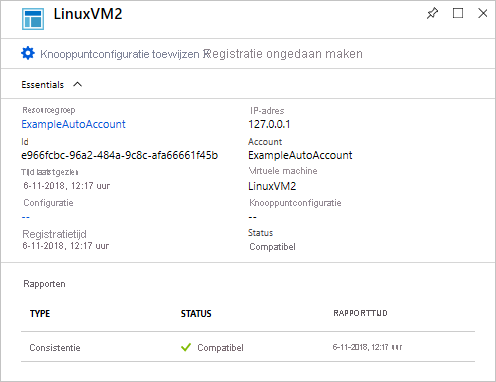 LinuxVM2
Knooppuntconfiguratie toewijzen Registratie ongedaan maken
Essentials
Resourcegroep
IP-adres
ExampleAutoAccount
127.0.0.1
Id
Account
e966fcbc-96a2-484a-9c8c-afa66661f45b
ExampleAutoAccount
Tijd laatst gezien
Virtuele machine
6-11-2018, 12:17 uur
LinuxVM2
Configuratie
Knooppuntconfiguratie
--
--
Registratietijd
Status
6-11-2018, 12:17 uur
Compatibel
Rapporten
TYPE STATUS RAPPORTTIJD
Consistentie Compatibel 6-11-2018, 12:17 uur